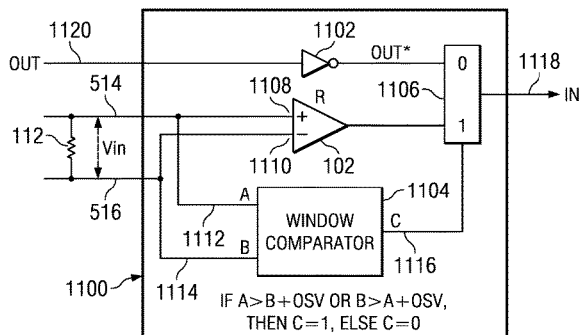 1102
1120
OUT
OUT*
0
1118
514
1108
R
1106
IN
+
112
Vin
−
1
1110
102
516
1104
A
WINDOW
COMPARATOR
C
1112
B
1116
1100
1114
IF A>B+OSV OR B>A+OSV,
THEN C=1, ELSE C=0